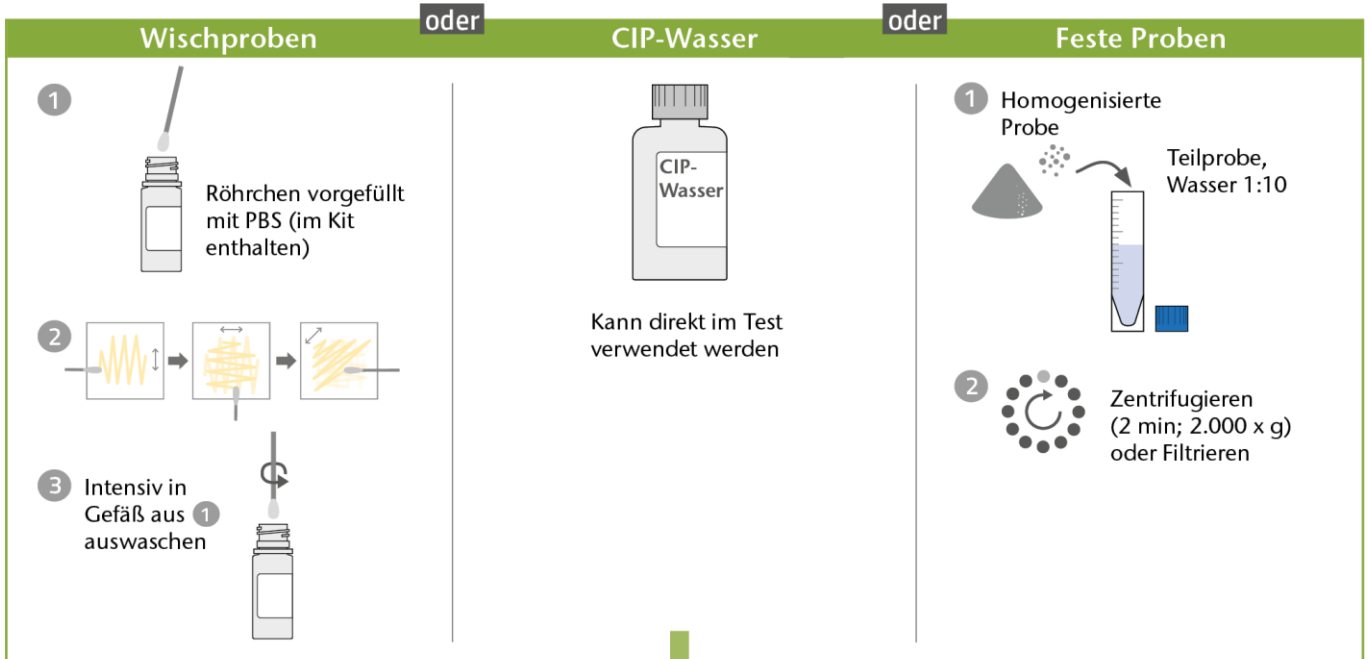 oder
oder
Wischproben
CIP-Wasser
Feste Proben
1
Röhrchen vorgefüllt
mit PBS (im Kit
enthalten)
2
3 Intensiv in
Gefäß aus 1
auswaschen
CIP-
Wasser
Kann direkt im Test
verwendet werden
1 Homogenisierte
Probe
Teilprobe,
Wasser 1:10
2
Zentrifugieren
(2 min; 2.000 x g)
oder Filtrieren